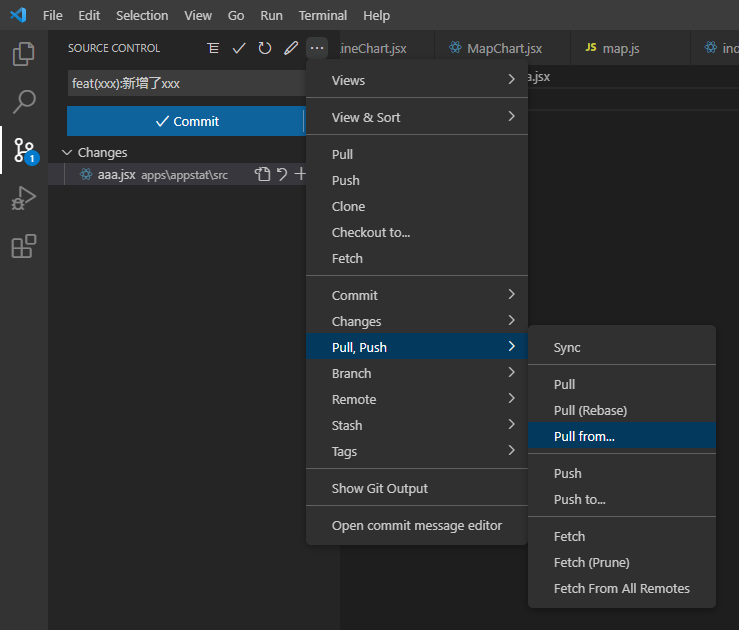 File Edit Selection View Go Run Terminal Help
SOURCE CONTROL
ineChart.jsx MapChart.jsx JS map.js
a.jsx
feat(xxx):新增了xxx
Commit
Changes
aaa.jsx apps\appstat\src
1
Views
View & Sort
Pull
Push
Clone
Checkout to...
Fetch
Commit
Changes
Pull, Push
Branch
Remote
Stash
Tags
Show Git Output
Open commit message editor
Sync
Pull
Pull (Rebase)
Pull from...
Push
Push to...
Fetch
Fetch (Prune)
Fetch From All Remotes